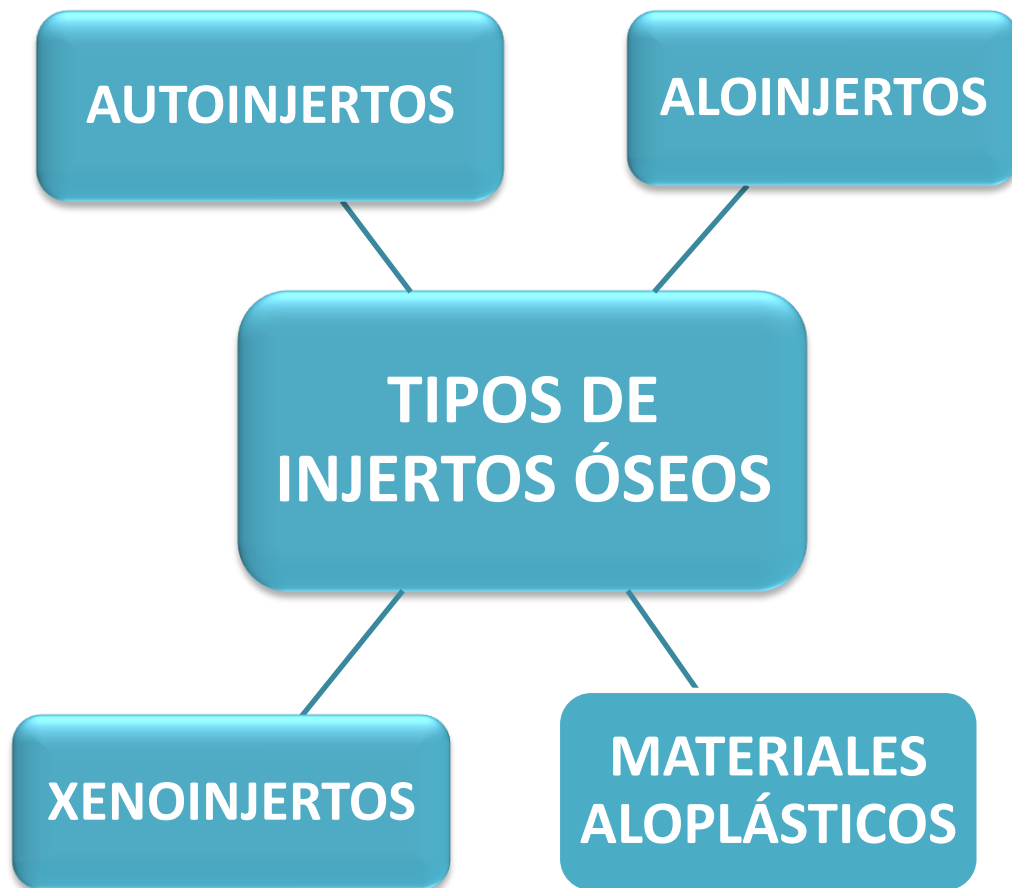 AUTOINJERTOS
ALOINJERTOS
TIPOS DE
INJERTOS ÓSEOS
XENOINJERTOS
MATERIALES
ALOPLÁSTICOS